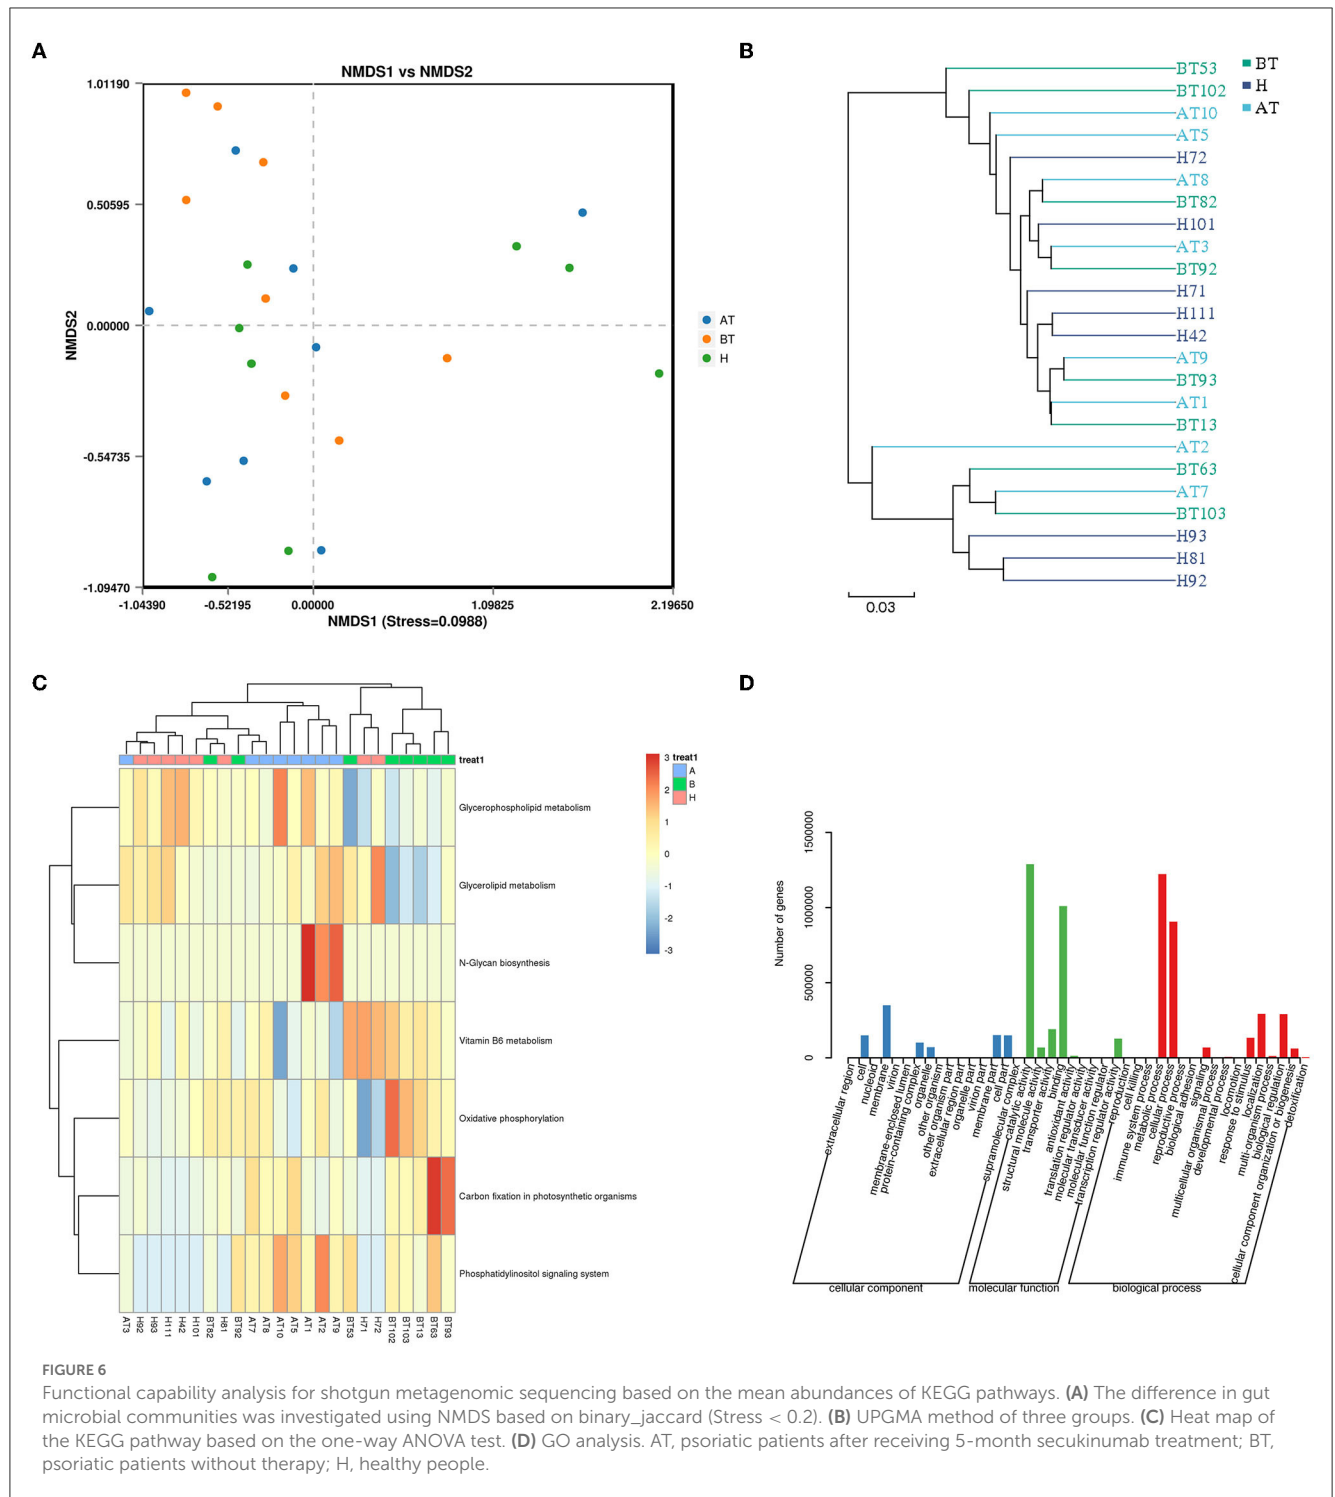 A
NMDS1 vs NMDS2
1.01190
0.50595
0.00000
-0.54735
-1.09470
NMDS2
-1.04390
-0.52195
0.00000
1.09825
2.19650
NMDS1 (Stress=0.0988)
AT
BT
H
B
BT53
BT102
AT10
AT5
H72
AT8
BT82
H101
AT3
BT92
H71
H111
H42
AT9
BT93
AT1
BT13
AT2
BT63
AT7
BT103
H93
H81
H92
0.03
BT
H
AT
C
treat1
Glycerophospholipid metabolism
Glycerolipid metabolism
N-Glycan biosynthesis
Vitamin B6 metabolism
Oxidative phosphorylation
Carbon fixation in photosynthetic organisms
Phosphatidylinositol signaling system
AT3
H92
H93
H111
H42
H101
BT82
H81
BT92
AT7
AT8
AT10
AT5
AT1
AT2
AT9
BT53
H71
H72
BT102
BT103
BT13
BT63
BT93
3
2
1
0
-1
-2
-3
treat1
A
B
H
D
Number of genes
1500000
1000000
500000
0
extracellular region
cell
nucleoid
membrane
virion
membrane-enclosed lumen
protein-containing complex
organelle
other organism
other organism part
extracellular region part
organelle part
virion part
membrane part
cell part
supramolecular complex
catalytic activity
structural molecule activity
transporter activity
binding
antioxidant activity
translation regulator activity
molecular transducer activity
molecular function regulator
transcription regulator activity
reproduction
cell killing
immune system process
metabolic process
cellular process
reproductive process
biological adhesion
signaling
multicellular organismal process
developmental process
locomotion
response to stimulus
localization
multi-organism process
biological regulation
cellular component organization or biogenesis
detoxification
cellular component
molecular function
biological process
FIGURE 6
Functional capability analysis for shotgun metagenomic sequencing based on the mean abundances of KEGG pathways. (A) The difference in gut
microbial communities was investigated using NMDS based on binary_jaccard (Stress < 0.2). (B) UPGMA method of three groups. (C) Heat map of
the KEGG pathway based on the one-way ANOVA test. (D) GO analysis. AT, psoriatic patients after receiving 5-month secukinumab treatment; BT,
psoriatic patients without therapy; H, healthy people.